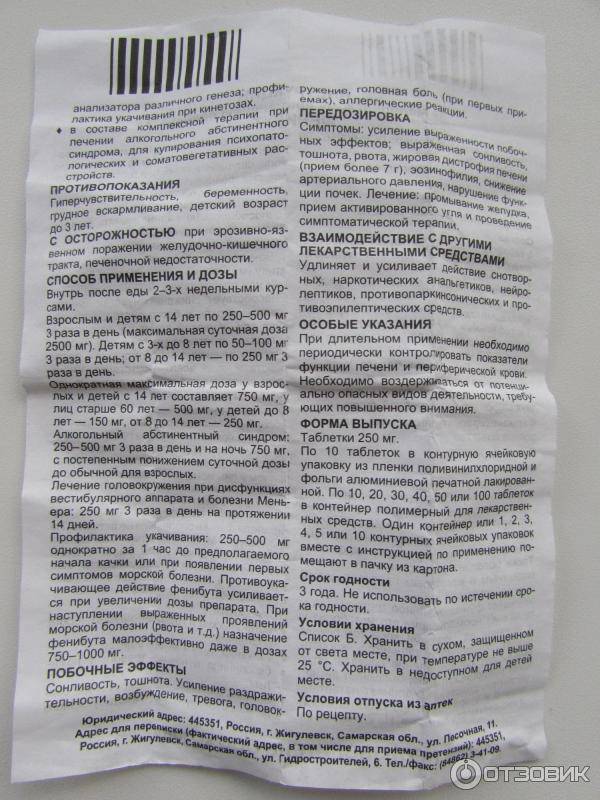 анализатора различного генеза; профи-
лактика укачивания при кинетозах.
♦ в составе комплексной терапии при
лечении алкогольного абстинентного
синдрома, для купирования психопато-
логических и соматовегетативных рас-
стройств.
ПРОТИВОПОКАЗАНИЯ
Гиперчувствительность, беременность,
грудное вскармливание, детский возраст
до 3 лет.
С ОСТОРОЖНОСТЬЮ при эрозивно-яз-
венном поражении желудочно-кишечного
тракта, печеночной недостаточности.
СПОСОБ ПРИМЕНЕНИЯ И ДОЗЫ
Внутрь после еды 2–3-х недельными кур-
сами.
Взрослым и детям с 14 лет по 250–500 мг
3 раза в день (максимальная суточная доза
2500 мг). Детям с 3-х до 8 лет по 50–100 мг
3 раза в день; от 8 до 14 лет — по 250 мг 3
раза в день.
Однократная максимальная доза у взрос-
лых и детей с 14 лет составляет 750 мг, у
лиц старше 60 лет — 500 мг, у детей до 8
лет — 150 мг, от 8 до 14 лет — 250 мг.
Алкогольный абстинентный синдром:
250–500 мг 3 раза в день и на ночь 750 мг,
с постепенным понижением суточной дозы
до обычной для взрослых.
Лечение головокружения при дисфункциях
вестибулярного аппарата и болезни Менье-
ра: 250 мг 3 раза в день на протяжении
14 дней.
Профилактика укачивания: 250–500 мг
однократно за 1 час до предполагаемого
начала качки или при появлении первых
симптомов морской болезни. Противоука-
чивающее действие фенибута усиливает-
ся при увеличении дозы препарата. При
наступлении выраженных проявлений
морской болезни (рвота и т.д.) назначение
фенибута малоэффективно даже в дозах
750–1000 мг.
ПОБОЧНЫЕ ЭФФЕКТЫ
Сонливость, тошнота. Усиление раздражи-
тельности, возбуждение, тревога, головок-
ружение, головная боль (при первых при-
емах), аллергические реакции.
ПЕРЕДОЗИРОВКА
Симптомы: усиление выраженности побоч-
ных эффектов; выраженная сонливость,
тошнота, рвота, жировая дистрофия печени
(прием более 7 г), эозинофилия, снижение
артериального давления, нарушение функ-
ции почек. Лечение: промывание желудка,
прием активированного угля и проведение
симптоматической терапии.
ВЗАИМОДЕЙСТВИЕ С ДРУГИМИ
ЛЕКАРСТВЕННЫМИ СРЕДСТВАМИ
Удлиняет и усиливает действие снотвор-
ных, наркотических анальгетиков, нейро-
лептиков, противопаркинсонических и про-
тивоэпилептических средств.
ОСОБЫЕ УКАЗАНИЯ
При длительном применении необходимо
периодически контролировать показатели
функции печени и периферической крови.
Необходимо воздерживаться от потенци-
ально опасных видов деятельности, требу-
ющих повышенного внимания.
ФОРМА ВЫПУСКА
Таблетки 250 мг.
По 10 таблеток в контурную ячейковую
упаковку из пленки поливинилхлоридной и
фольги алюминиевой печатной лакирован-
ной. По 10, 20, 30, 40, 50 или 100 таблеток
в контейнер полимерный для лекарствен-
ных средств. Один контейнер или 1, 2, 3,
4, 5 или 10 контурных ячейковых упаковок
вместе с инструкцией по применению по-
мещают в пачку из картона.
Срок годности
3 года. Не использовать по истечении сро-
ка годности.
Условия хранения
Список Б. Хранить в сухом, защищенном
от света месте, при температуре не выше
25 °С. Хранить в недоступном для детей
месте.
Условия отпуска из аптек
По рецепту.
Юридический адрес: 445351, Россия, г. Жигулевск, Самарская обл., ул. Песочная, 11.
Адрес для переписки (фактический адрес, в том числе для приема претензий): 445351,
Россия, г. Жигулевск, Самарская обл., ул. Гидростроителей, 6. Тел./факс: (84862) 3-41-09.
ОТЗОВИК